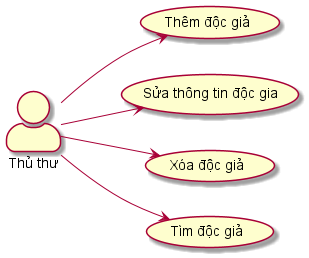 Thêm độc giả
Sửa thông tin độc gia
Xóa độc giả
Tìm độc giả
Thủ thư